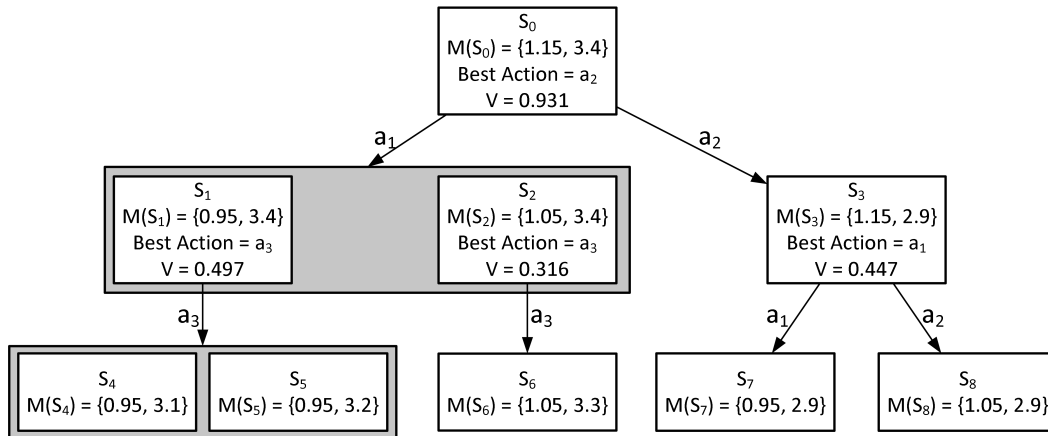 S₀
M(S₀) = {1.15, 3.4}
Best Action = a₂
V = 0.931
a₁
a₂
S₁
M(S₁) = {0.95, 3.4}
Best Action = a₃
V = 0.497
S₂
M(S₂) = {1.05, 3.4}
Best Action = a₃
V = 0.316
S₃
M(S₃) = {1.15, 2.9}
Best Action = a₁
V = 0.447
a₃
a₃
a₁
a₂
S₄
M(S₄) = {0.95, 3.1}
S₅
M(S₅) = {0.95, 3.2}
S₆
M(S₆) = {1.05, 3.3}
S₇
M(S₇) = {0.95, 2.9}
S₈
M(S₈) = {1.05, 2.9}